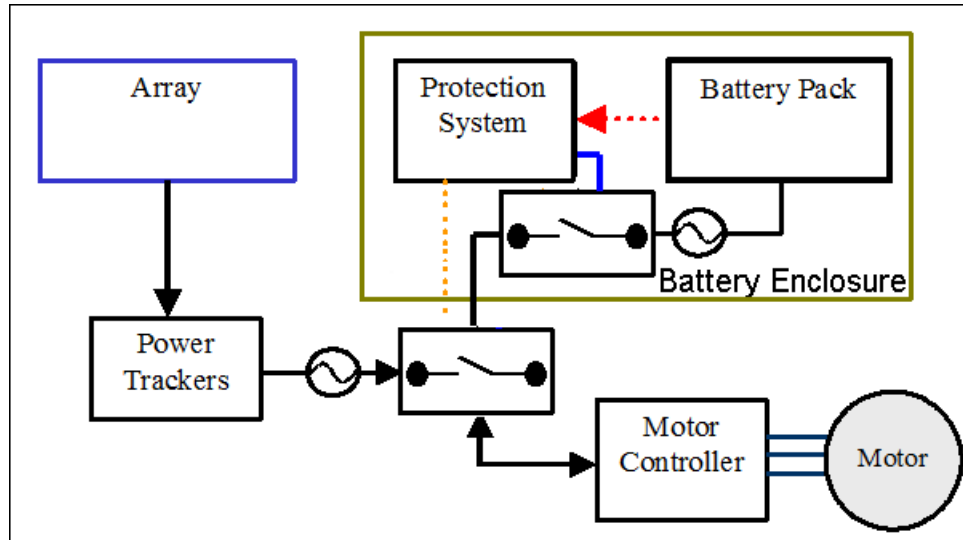 Array
Protection
System
Battery Pack
Battery Enclosure
Power
Trackers
Motor
Controller
Motor